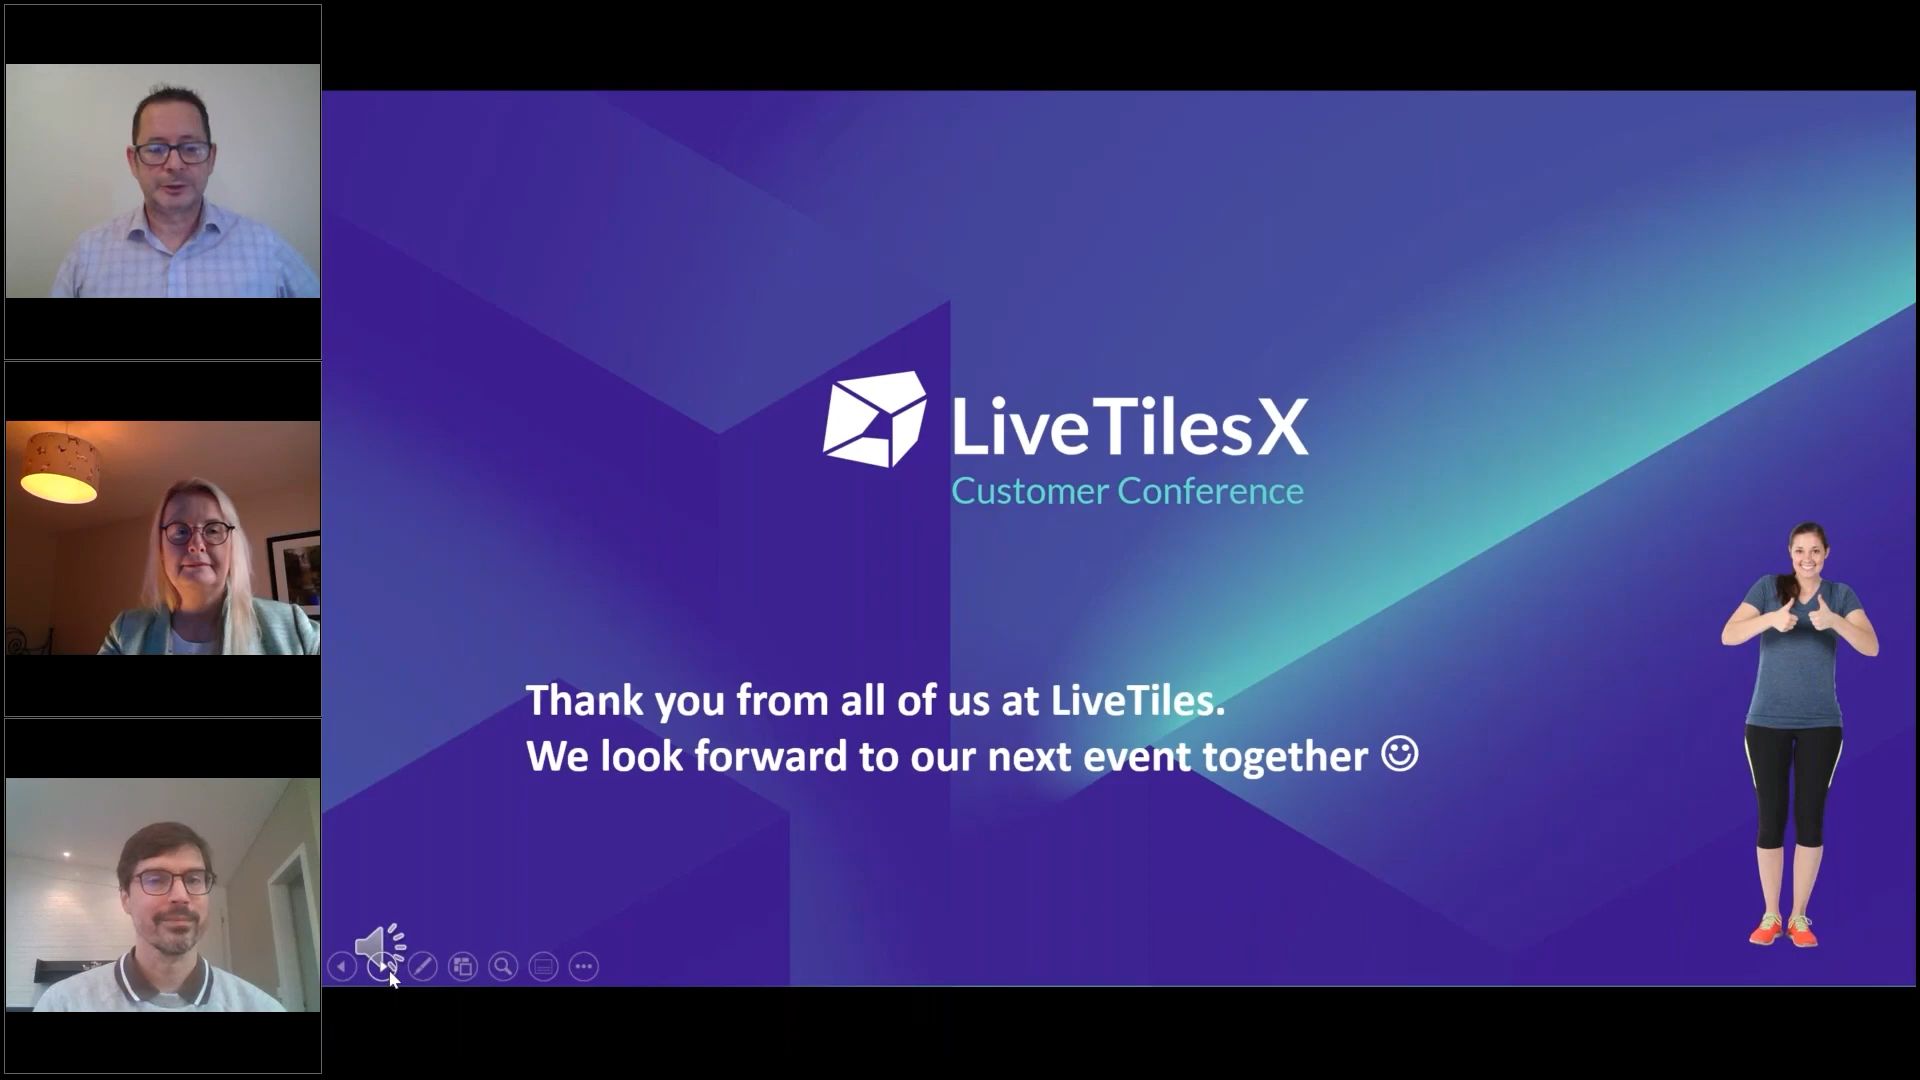 LiveTilesX
Customer Conference
Thank you from all of us at LiveTiles.
We look forward to our next event together ☺